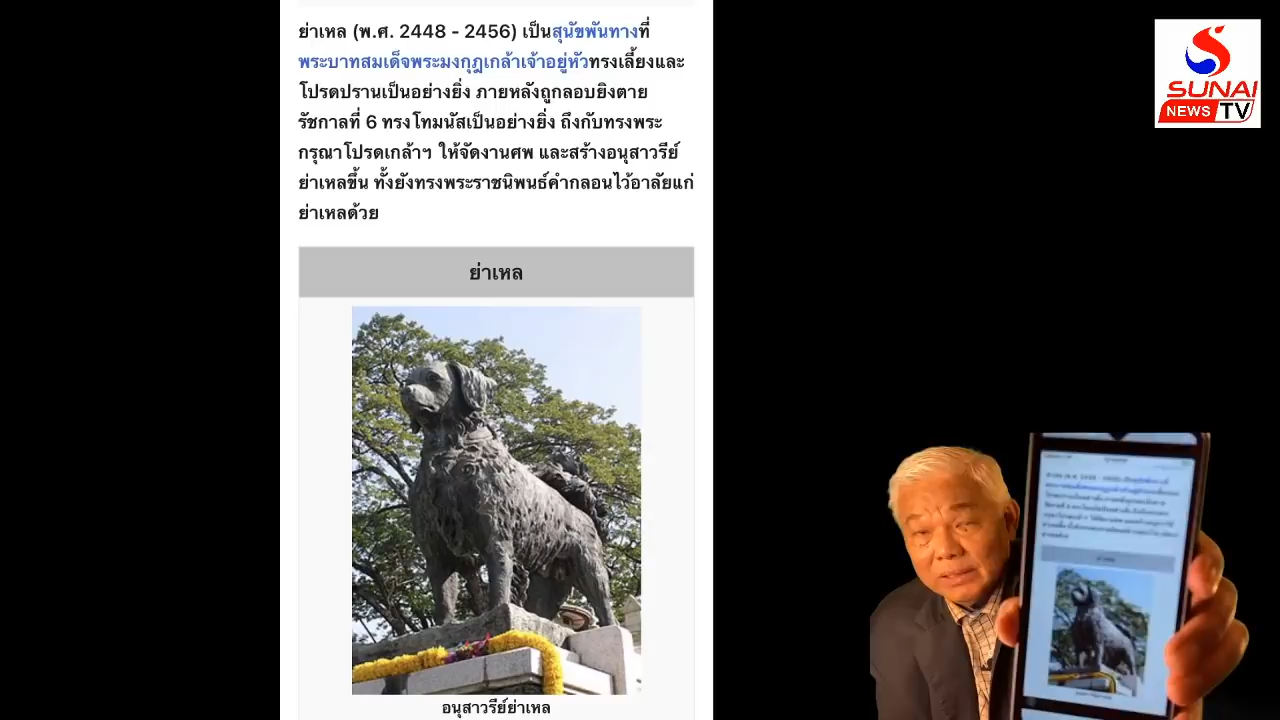 ย่าเหล (พ.ศ. 2448 - 2456) เป็นสุนัขพันทางที่
พระบาทสมเด็จพระมงกุฎเกล้าเจ้าอยู่หัวทรงเลี้ยงและ
โปรดปรานเป็นอย่างยิ่ง ภายหลังถูกลอบยิงตาย
รัชกาลที่ 6 ทรงโทมนัสเป็นอย่างยิ่ง ถึงกับทรงพระ
กรุณาโปรดเกล้าฯ ให้จัดงานศพ และสร้างอนุสาวรีย์
ย่าเหลขึ้น ทั้งยังทรงพระราชนิพนธ์คำกลอนไว้อาลัยแก่
ย่าเหลด้วย
ย่าเหล
อนุสาวรีย์ย่าเหล
SUNAI
NEWS TV